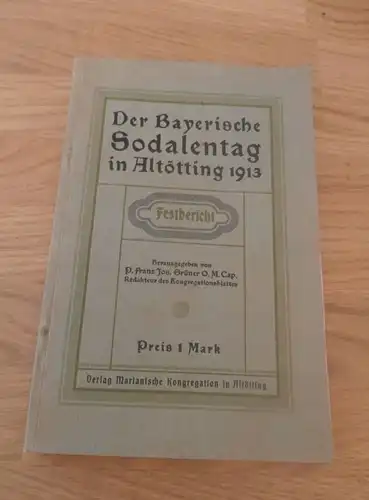 Der Bayerische
Sodalentag
in Altötting 1913
Festbericht
Herausgegeben von
P. Franz Jos. Grüner O. M. Cap.
Redakteur des Kongregationsblattes
Preis 1 Mark
Verlag Marianische Kongregation in Altötting